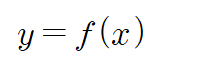 y = f(x)